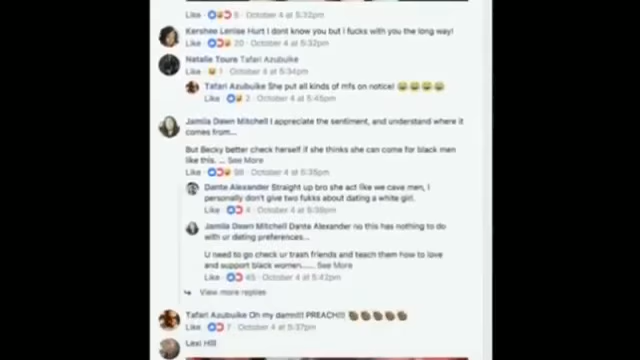 Like · 5 · October 4 at 5:32pm
Kershee Lenise Hurt I dont know you but i fucks with you the long way!
Like · 20 · October 4 at 5:32pm
Natalie Toure Tafari Azubuike
Like · 1 · October 4 at 5:34pm
Tafari Azubuike She put all kinds of mfs on notice! 😂😂😂😂
Like · 2 · October 4 at 5:45pm
Jamila Dawn Mitchell I appreciate the sentiment, and understand where it
comes from...
But Becky better check herself if she thinks she can come for black men
like this. ... See More
Like · 98 · October 4 at 5:35pm
Dante Alexander Straight up bro she act like we cave men, I
personally don't give two fukks about dating a white girl.
Like · 4 · October 4 at 5:39pm
Jamila Dawn Mitchell Dante Alexander no this has nothing to do
with ur dating preferences...
U need to go check ur trash friends and teach them how to love
and support black women...... See More
Like · 45 · October 4 at 5:42pm
View more replies
Tafari Azubuike Oh my damn!!! PREACH!!! 👏🏿👏🏿👏🏿👏🏿👏🏿
Like · 7 · October 4 at 5:37pm
Lexi Hill